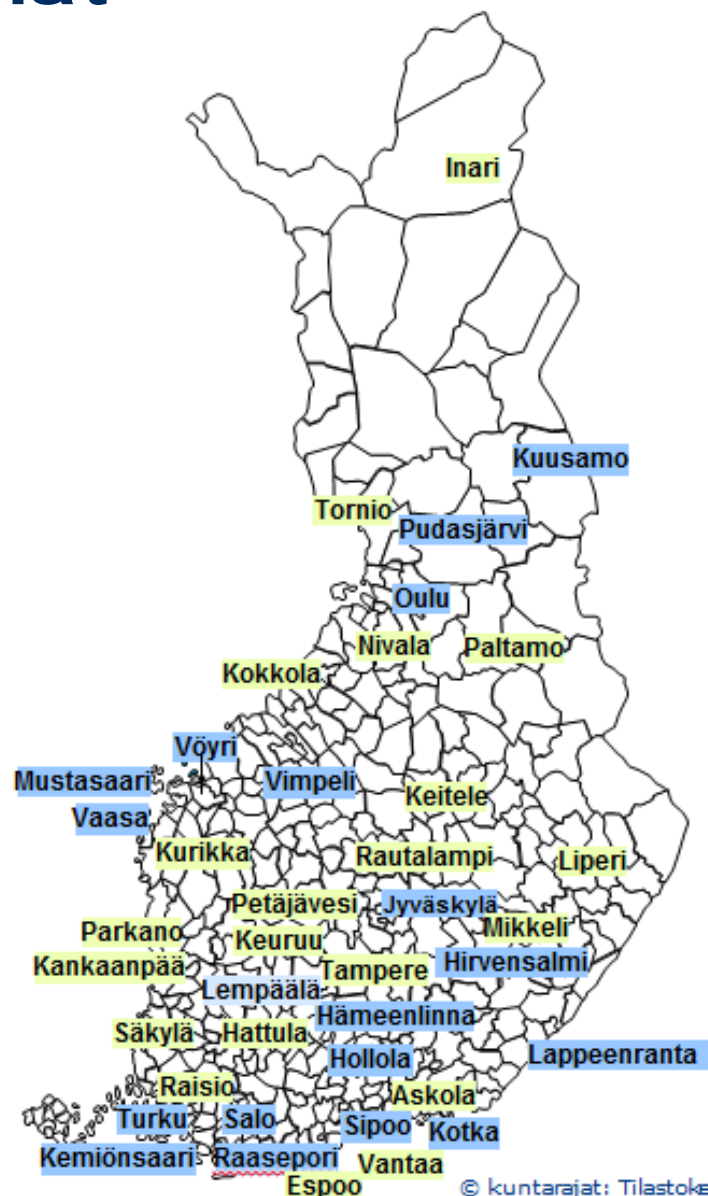 Inari
Kuusamo
Tornio
Pudasjärvi
Oulu
Nivala
Paltamo
Kokkola
Vöyri
Mustasaari
Vimpeli
Keitele
Vaasa
Kurikka
Rautalampi
Liperi
Petäjävesi
Jyväskylä
Parkano
Mikkeli
Keuruu
Kankaanpää
Tampere
Hirvensalmi
Lempäälä
Hämeenlinna
Säkylä
Hattula
Hollola
Lappeenranta
Raisio
Askola
Turku
Salo
Sipoo
Kotka
Kemiönsaari
Raasepori
Vantaa
Espoo
© kuntarajat: Tilastoke